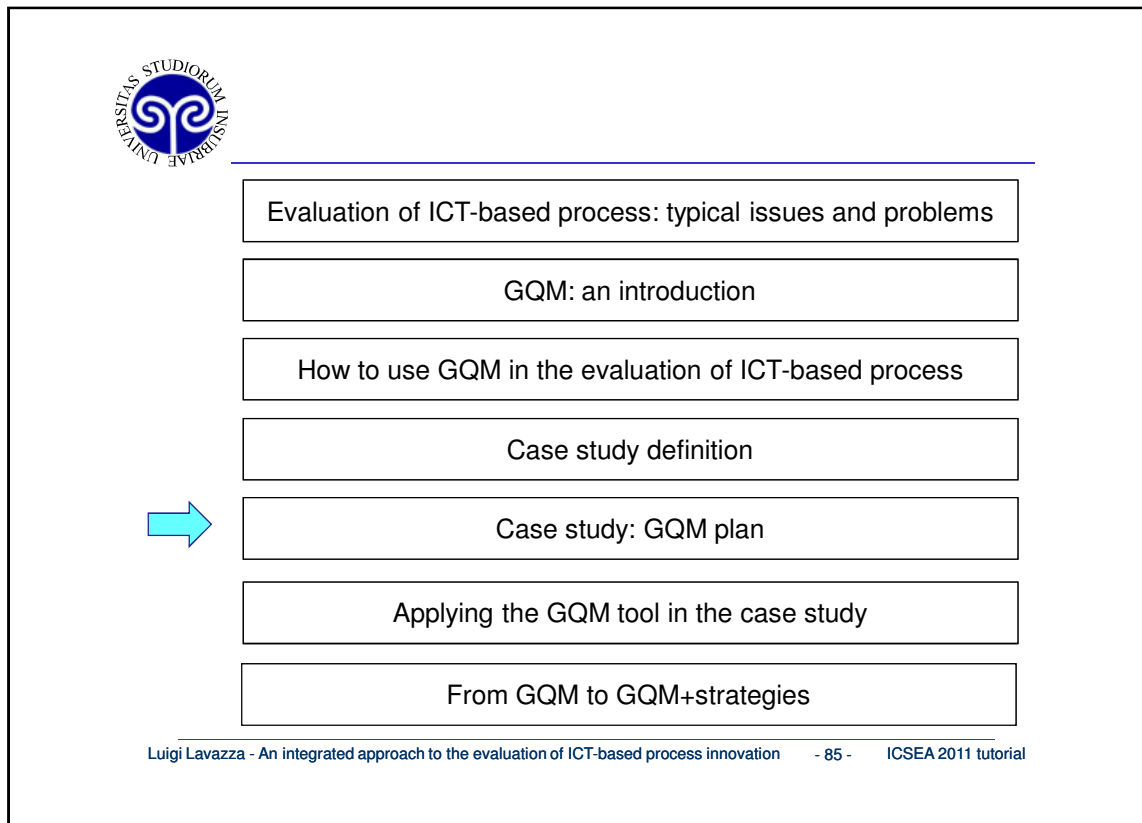 UNIVERSITAS STUDIORUM INSUBRIAE
Evaluation of ICT-based process: typical issues and problems
GQM: an introduction
How to use GQM in the evaluation of ICT-based process
Case study definition
Case study: GQM plan
Applying the GQM tool in the case study
From GQM to GQM+strategies
Luigi Lavazza - An integrated approach to the evaluation of ICT-based process innovation - 85 - ICSEA 2011 tutorial